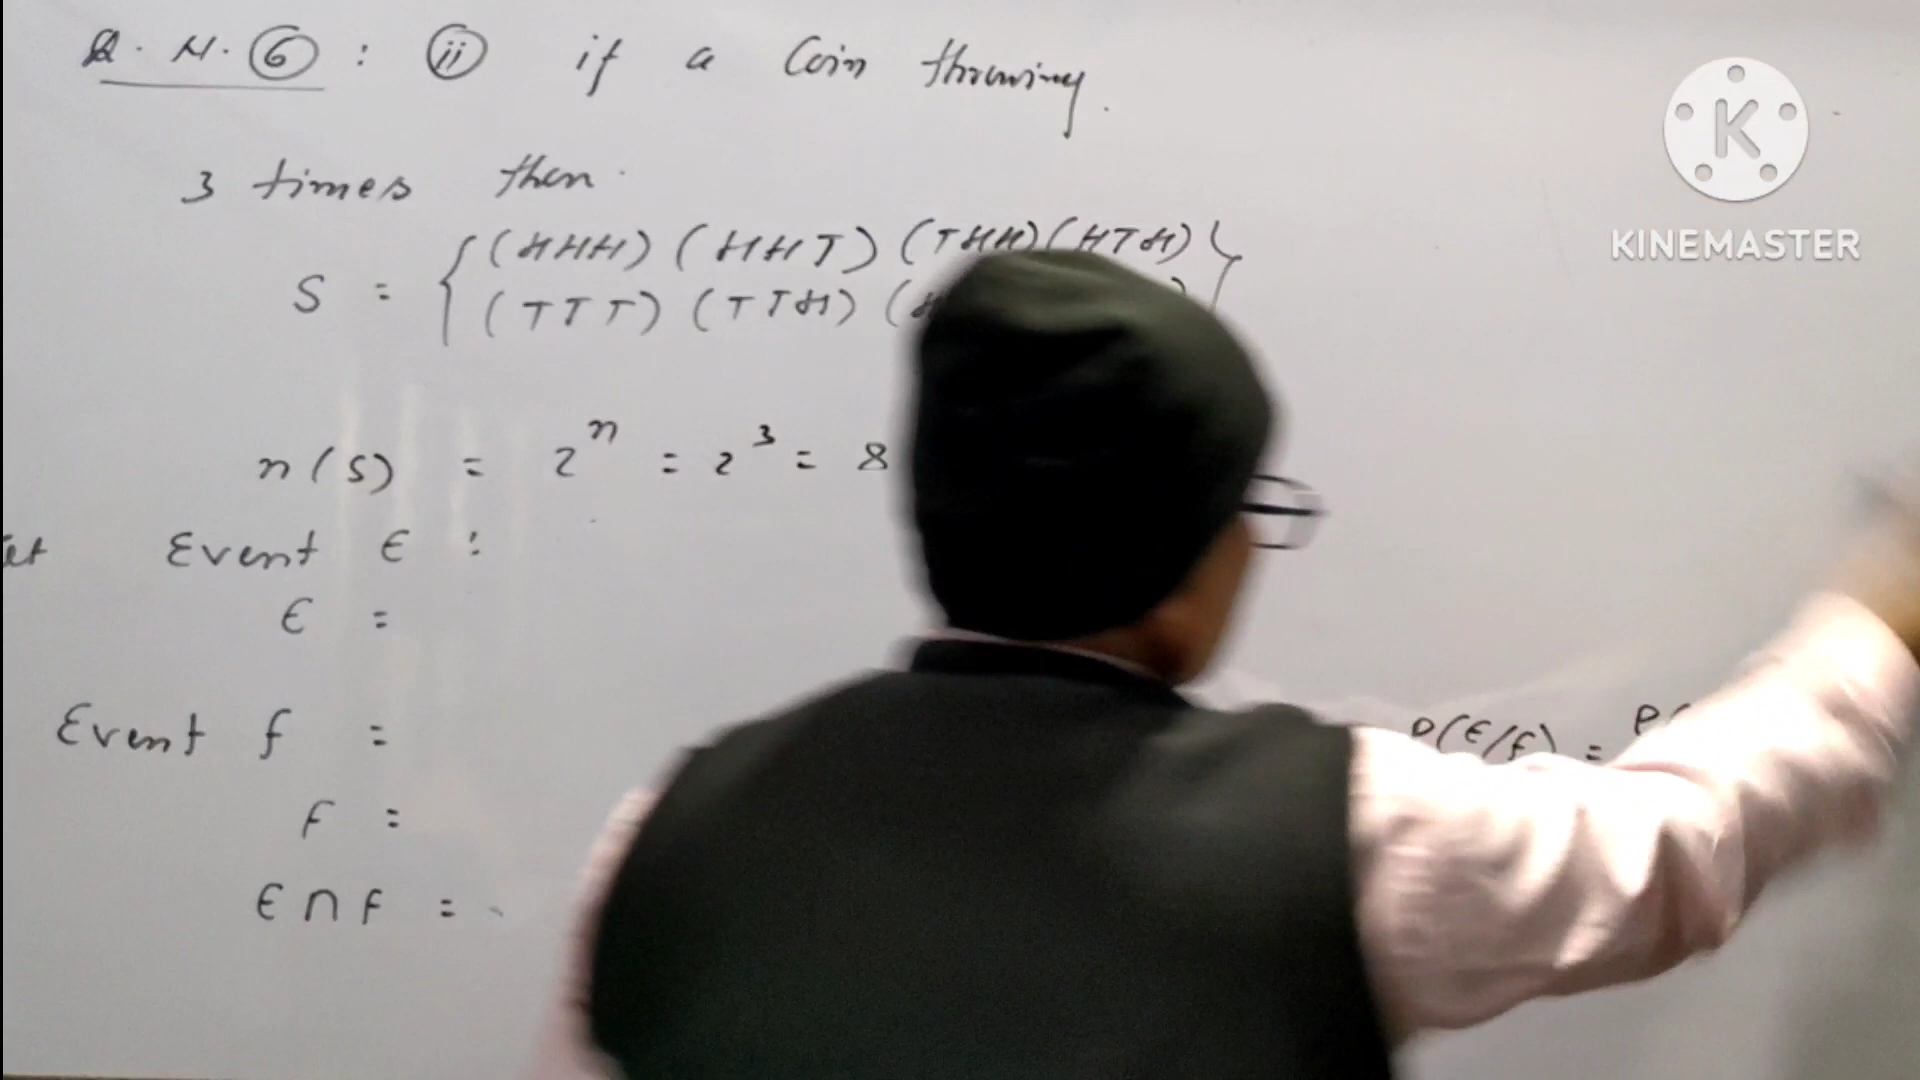 Q. N. 6 : ii if a Coin throwing.
3 times then.
S = { (HHH) (HHT) (THH) (HTH) }
(TTT) (TTH)
n(S) = 2^n = 2^3 = 8
Event E :
E =
Event f =
F =
E ∩ F =
P(E/F) =
K
KINEMASTER